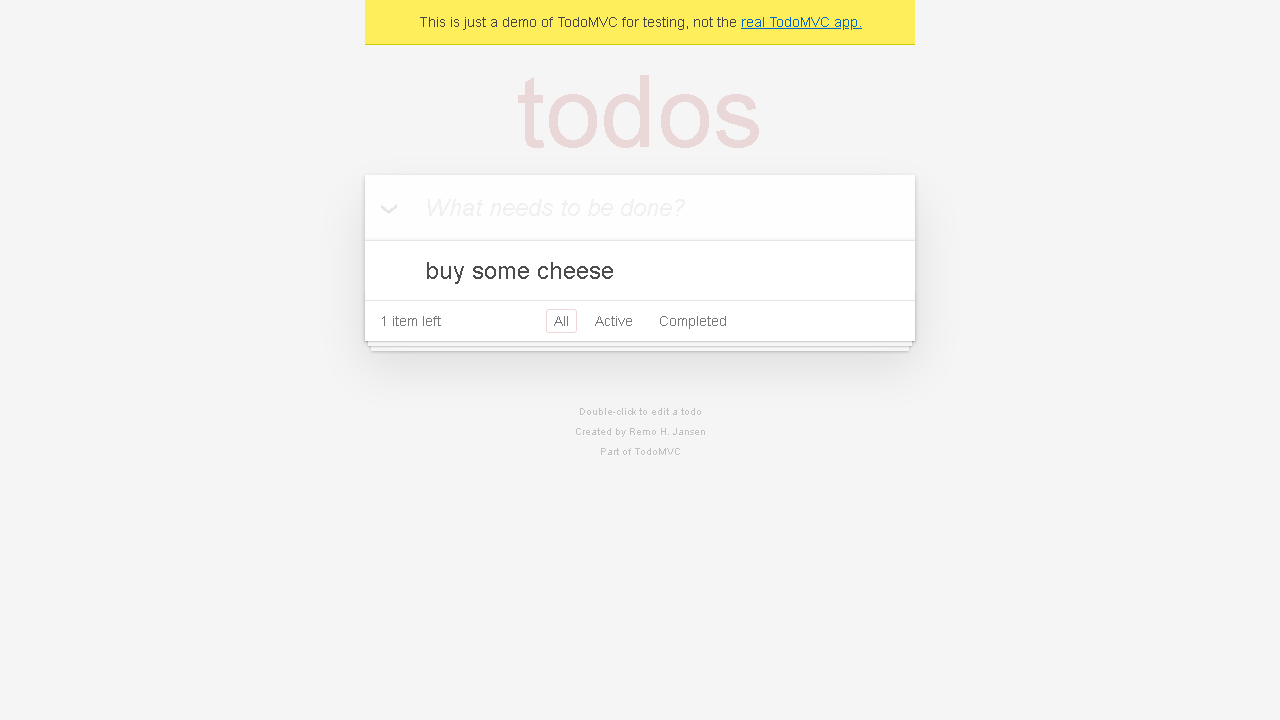 This is just a demo of TodoMVC for testing, not the real TodoMVC app.
todos
What needs to be done?
buy some cheese
1 item left All Active Completed
Double-click to edit a todo
Created by Remo H. Jansen
Part of TodoMVC